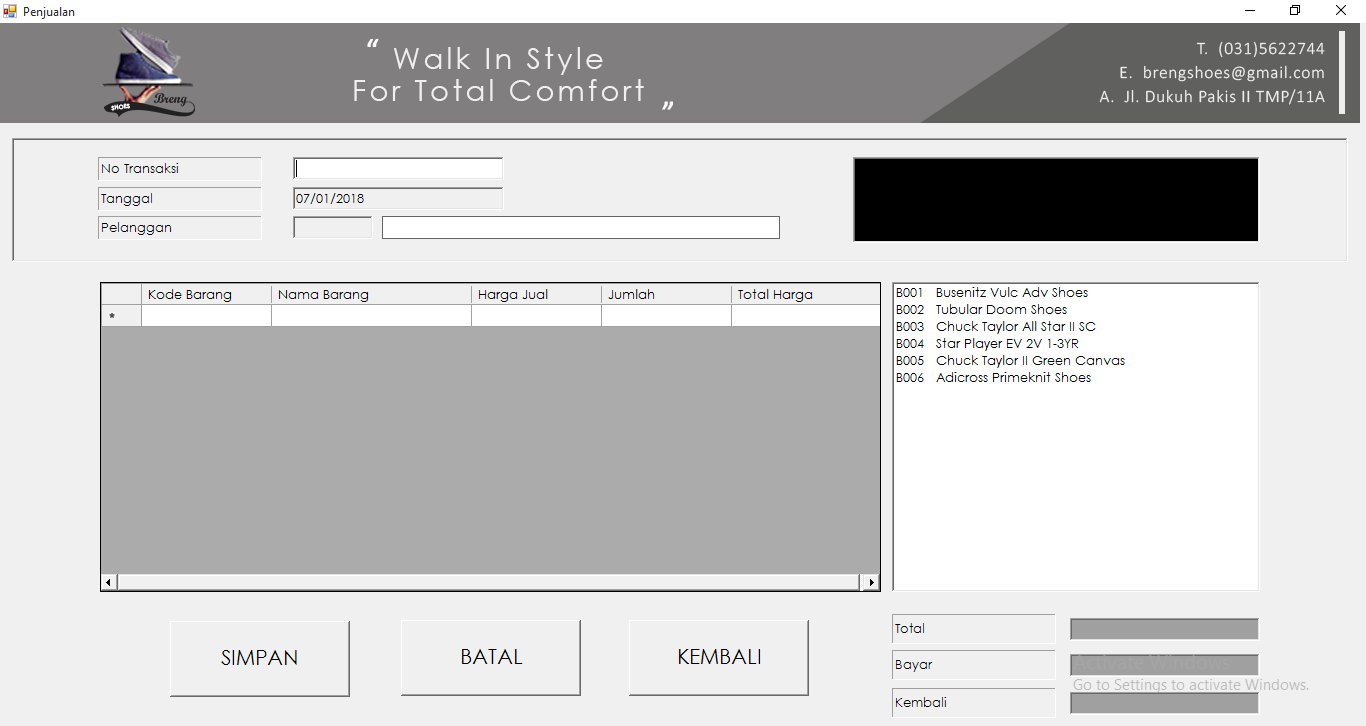 Penjualan
SHOES Breng
“ Walk In Style
For Total Comfort „
T. (031)5622744
E. brengshoes@gmail.com
A. Jl. Dukuh Pakis II TMP/11A
No Transaksi
Tanggal 07/01/2018
Pelanggan
Kode Barang Nama Barang Harga Jual Jumlah Total Harga
*
B001 Busenitz Vulc Adv Shoes
B002 Tubular Doom Shoes
B003 Chuck Taylor All Star II SC
B004 Star Player EV 2V 1-3YR
B005 Chuck Taylor II Green Canvas
B006 Adicross Primeknit Shoes
SIMPAN BATAL KEMBALI
Total
Bayar
Kembali
Activate Windows
Go to Settings to activate Windows.